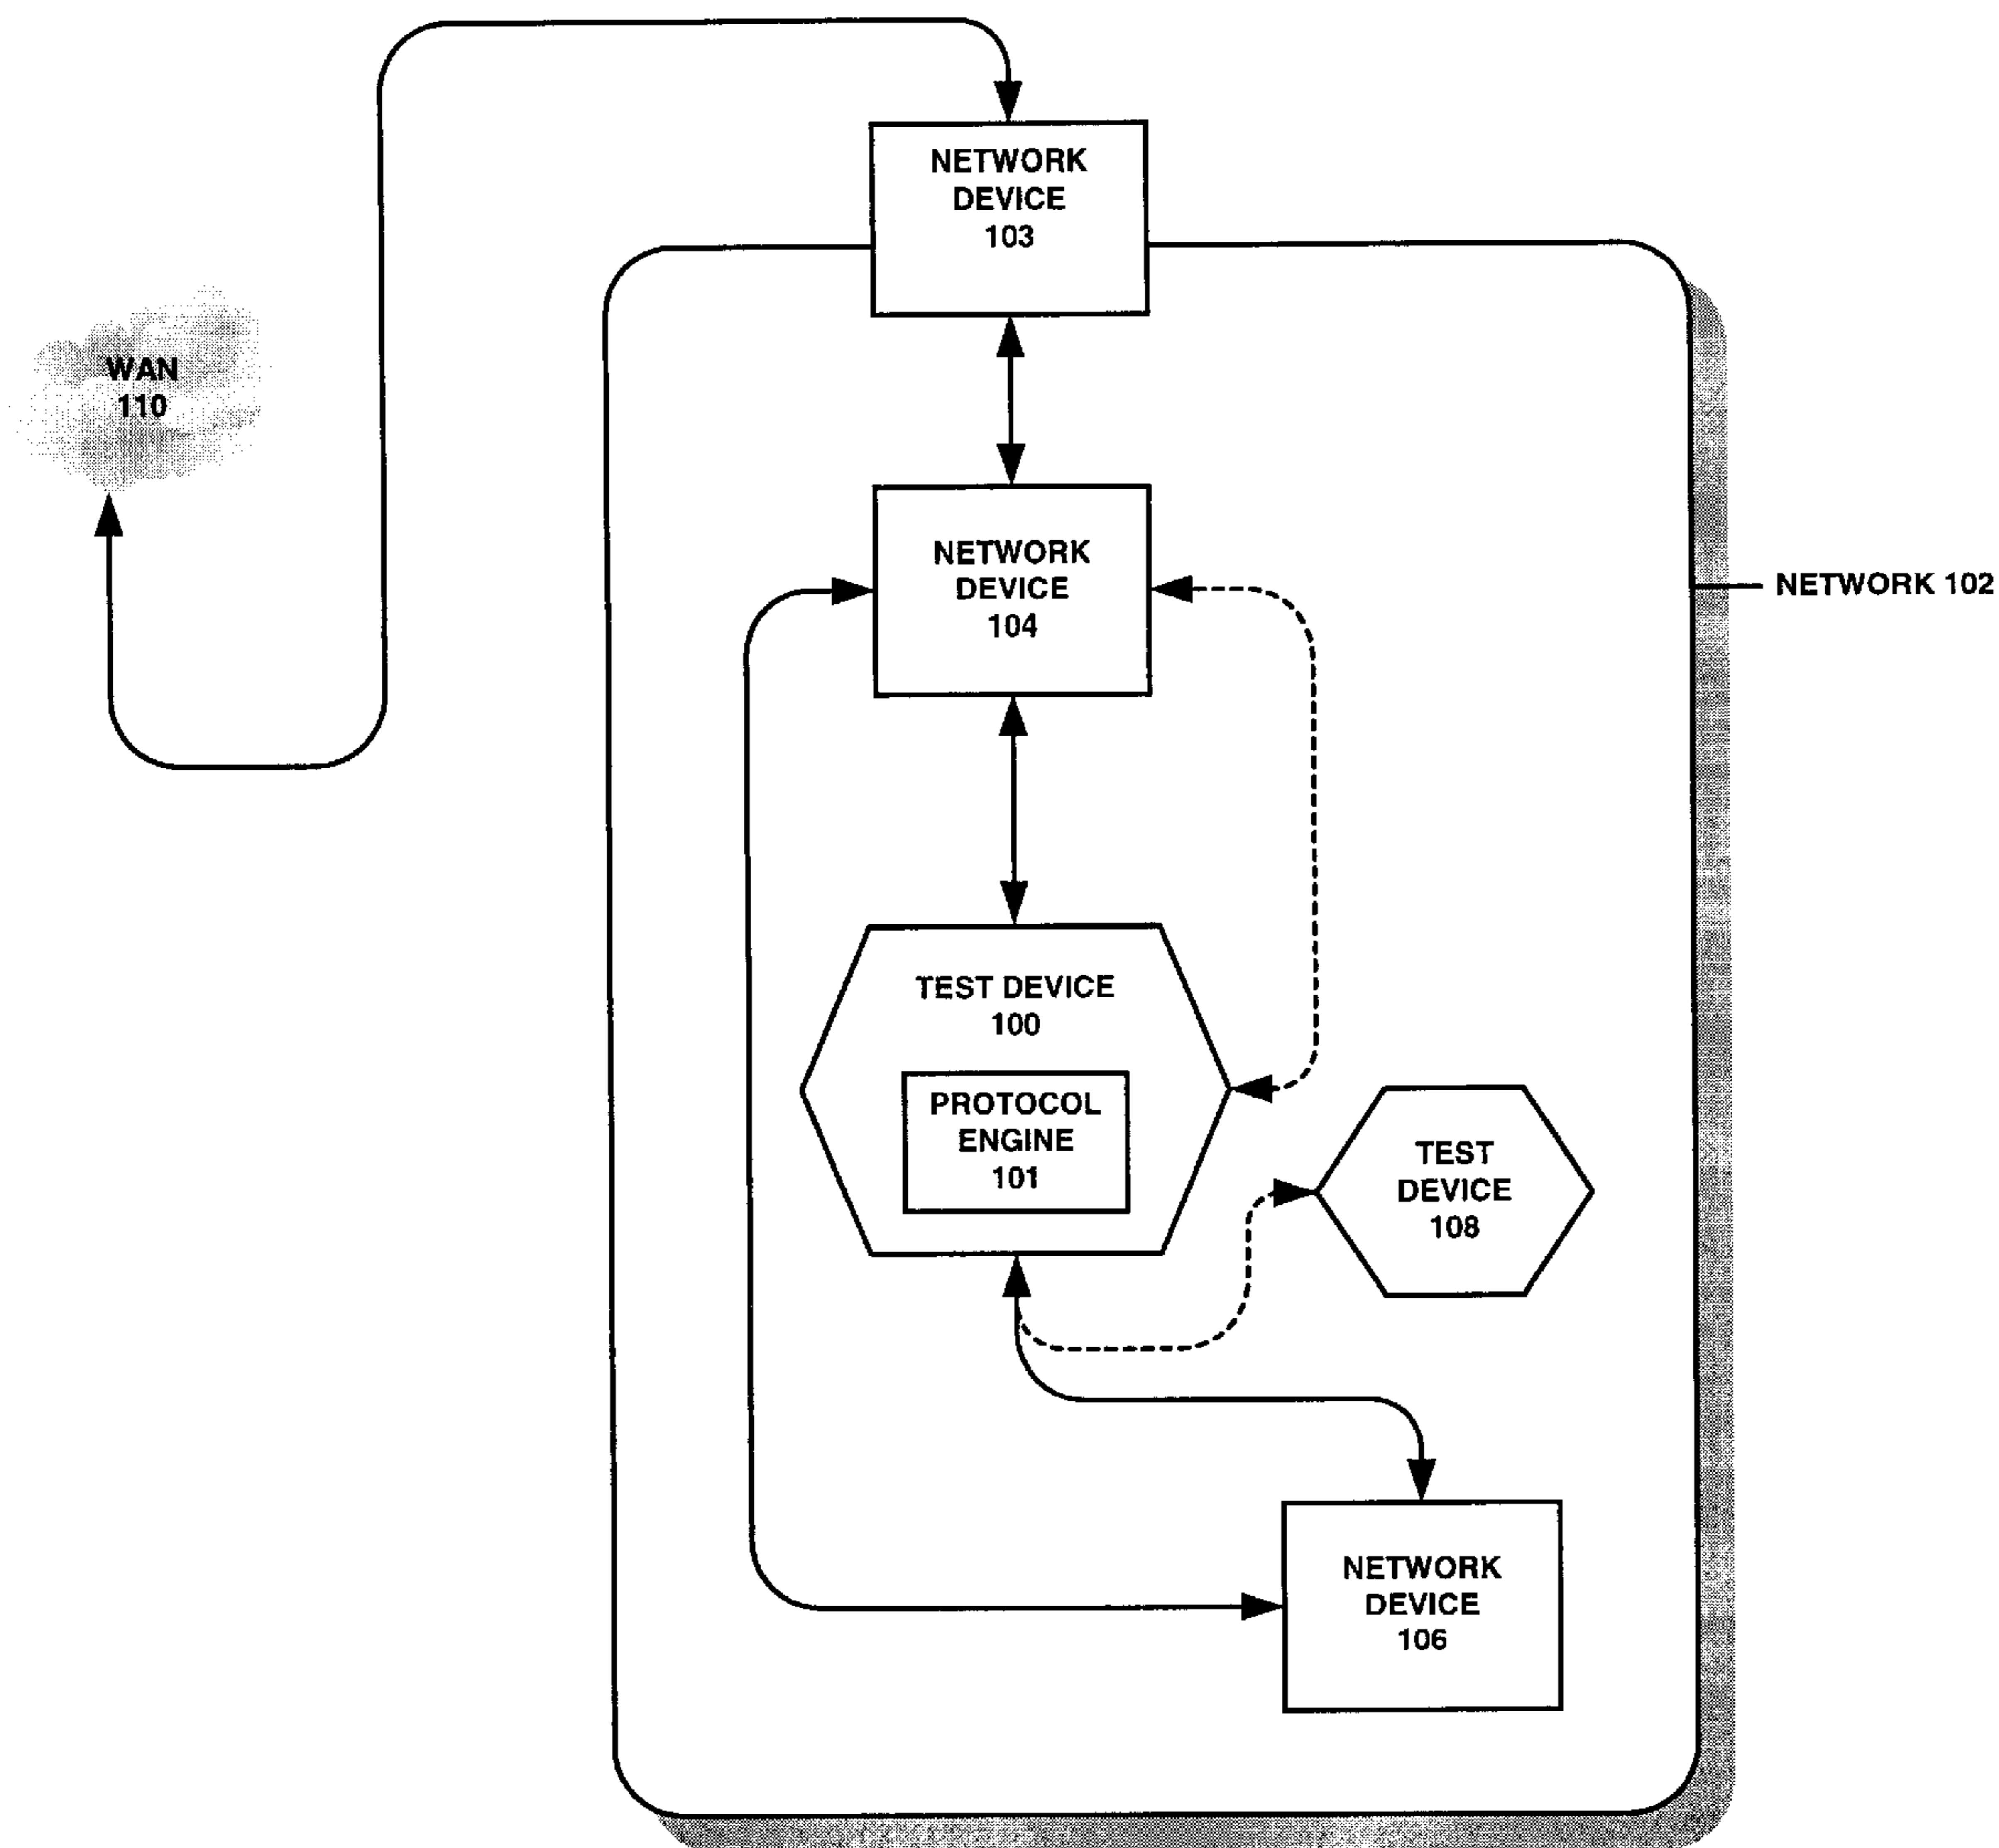 NETWORK
DEVICE
103
WAN
110
NETWORK
DEVICE
104
NETWORK 102
TEST DEVICE
100
PROTOCOL
ENGINE
101
TEST
DEVICE
108
NETWORK
DEVICE
106